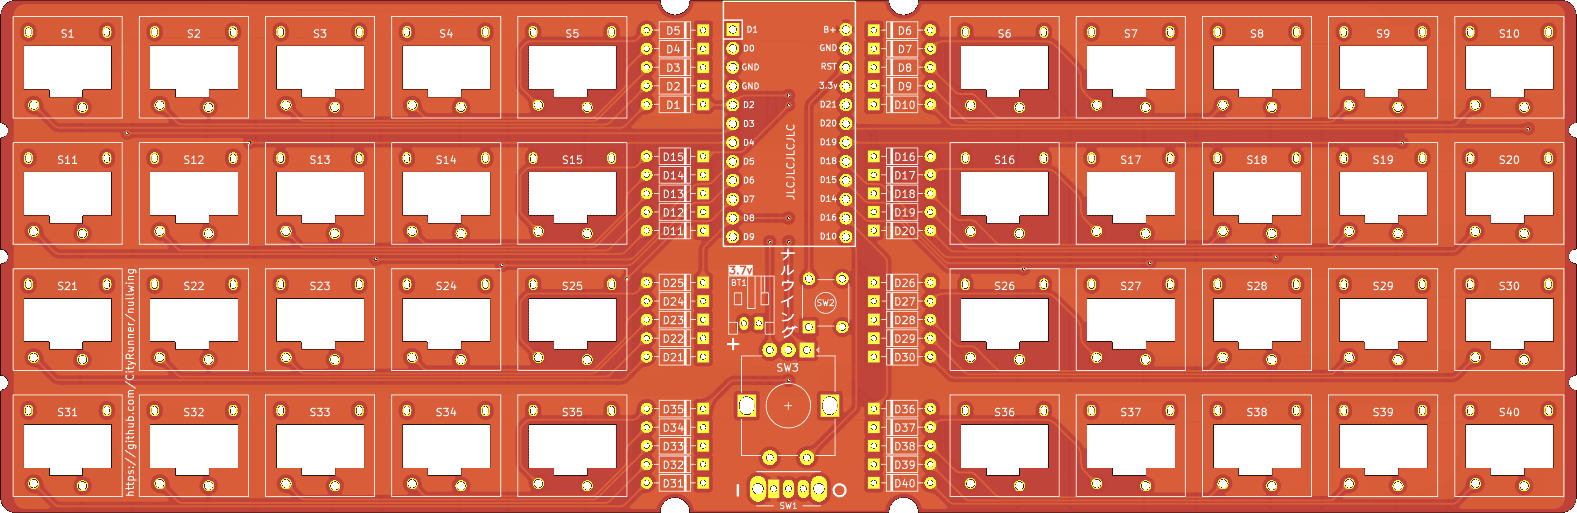 S1 S2 S3 S4 S5 S6 S7 S8 S9 S10
D5 D6
D4 D7
D3 D8
D2 D9
D1 D10
D1 B+
D0 GND
GND RST
GND 3.3v
D2 D21
D3 D20
D4 D19
D5 D18
D6 D15
D7 D14
D8 D16
D9 D10
JLCJLCJLCJLC
S11 S12 S13 S14 S15 S16 S17 S18 S19 S20
D15 D16
D14 D17
D13 D18
D12 D19
D11 D20
ナルウイング
3.7v
BT1
SW2
+
S21 S22 S23 S24 S25 S26 S27 S28 S29 S30
D25 D26
D24 D27
D23 D28
D22 D29
D21 D30
https://github.com/CityRunner/nullwing
SW3
S31 S32 S33 S34 S35 S36 S37 S38 S39 S40
D35 D36
D34 D37
D33 D38
D32 D39
D31 D40
I O
SW1